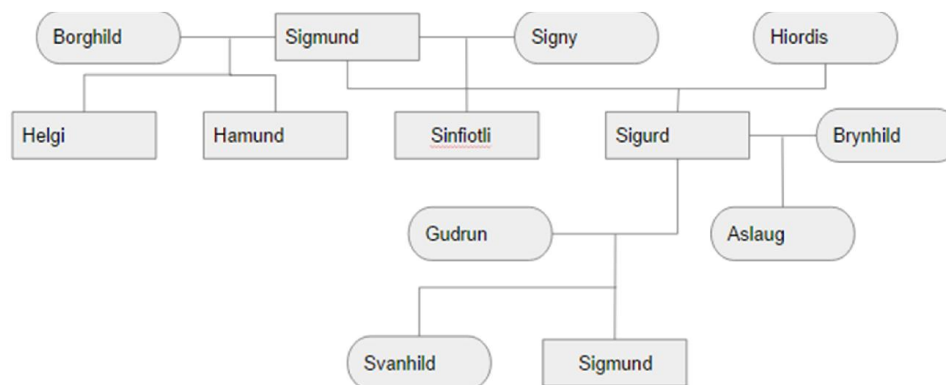 Borghild
Sigmund
Signy
Hiordis
Helgi
Hamund
Sinfiotli
Sigurd
Brynhild
Gudrun
Aslaug
Svanhild
Sigmund